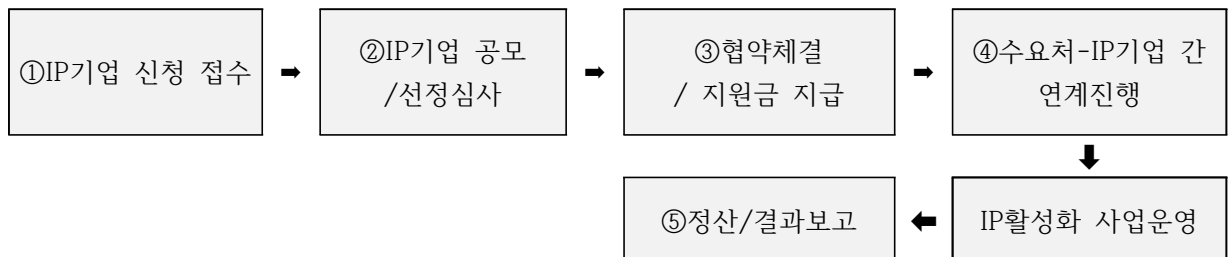 ①IP기업 신청 접수
②IP기업 공모
/선정심사
③협약체결
/ 지원금 지급
④수요처-IP기업 간
연계진행
IP활성화 사업운영
⑤정산/결과보고